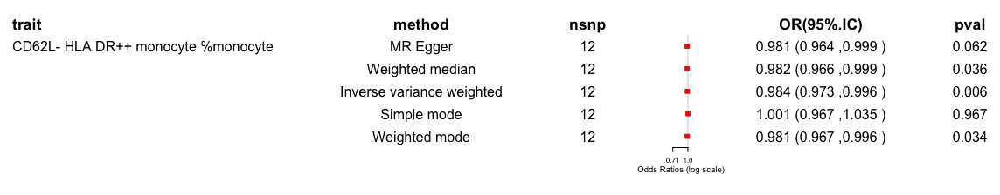 trait method nsnp OR(95%.IC) pval
CD62L- HLA DR++ monocyte %monocyte MR Egger 12 0.981 (0.964 ,0.999 ) 0.062
Weighted median 12 0.982 (0.966 ,0.999 ) 0.036
Inverse variance weighted 12 0.984 (0.973 ,0.996 ) 0.006
Simple mode 12 1.001 (0.967 ,1.035 ) 0.967
Weighted mode 12 0.981 (0.967 ,0.996 ) 0.034
0.71 1.0
Odds Ratios (log scale)